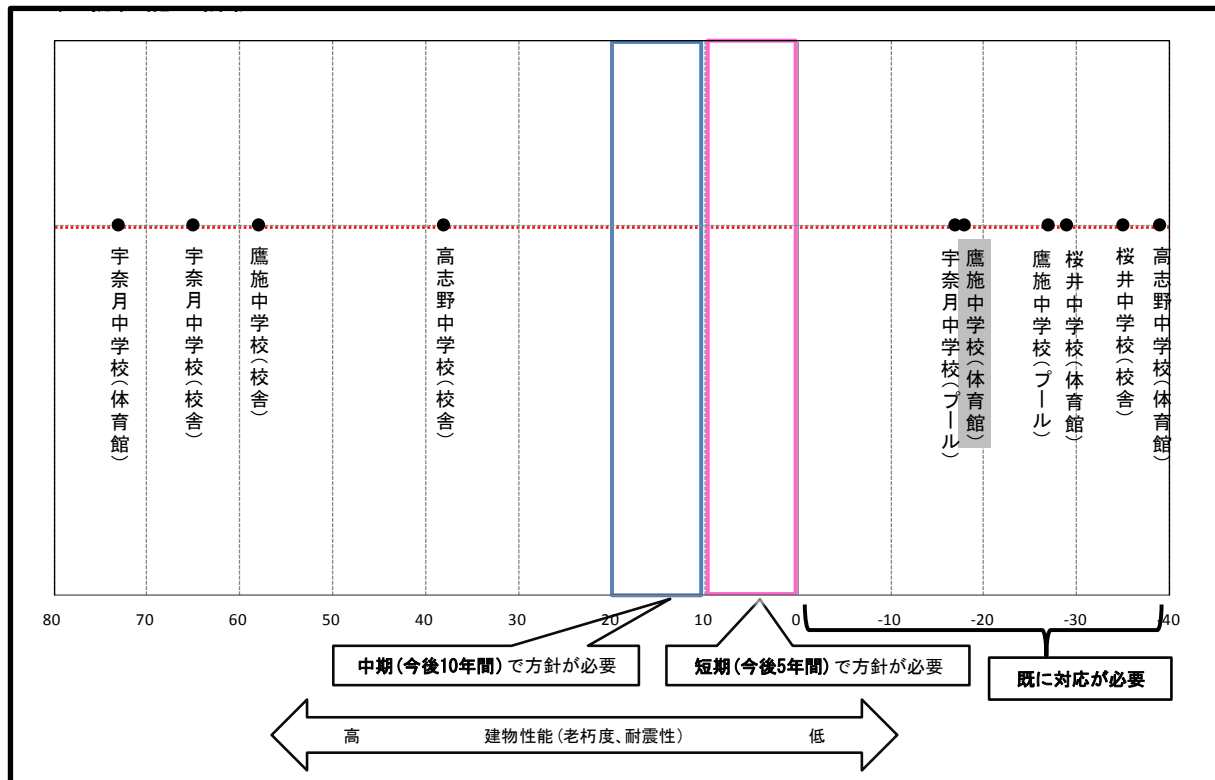 宇奈月中学校(体育館)
宇奈月中学校(校舎)
鷹施中学校(校舎)
高志野中学校(校舎)
宇奈月中学校(プール)
鷹施中学校(体育館)
鷹施中学校(プール)
桜井中学校(体育館)
桜井中学校(校舎)
高志野中学校(体育館)
80 70 60 50 40 30 20 10 0 -10 -20 -30 -40
中期(今後10年間)で方針が必要
短期(今後5年間)で方針が必要
既に対応が必要
高 建物性能(老朽度、耐震性) 低